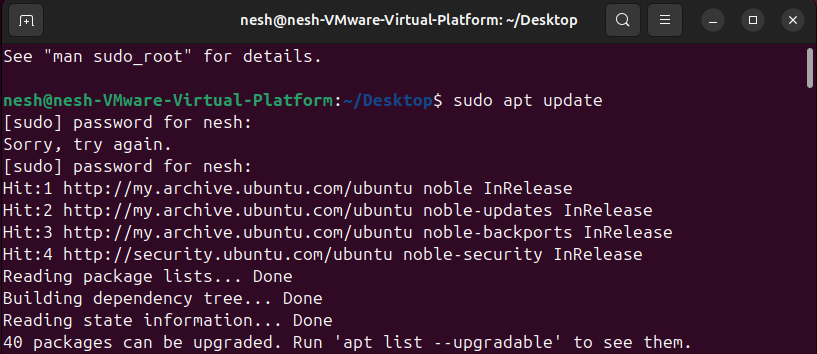 nesh@nesh-VMware-Virtual-Platform: ~/Desktop
See "man sudo_root" for details.
nesh@nesh-VMware-Virtual-Platform:~/Desktop$ sudo apt update
[sudo] password for nesh:
Sorry, try again.
[sudo] password for nesh:
Hit:1 http://my.archive.ubuntu.com/ubuntu noble InRelease
Hit:2 http://my.archive.ubuntu.com/ubuntu noble-updates InRelease
Hit:3 http://my.archive.ubuntu.com/ubuntu noble-backports InRelease
Hit:4 http://security.ubuntu.com/ubuntu noble-security InRelease
Reading package lists... Done
Building dependency tree... Done
Reading state information... Done
40 packages can be upgraded. Run 'apt list --upgradable' to see them.